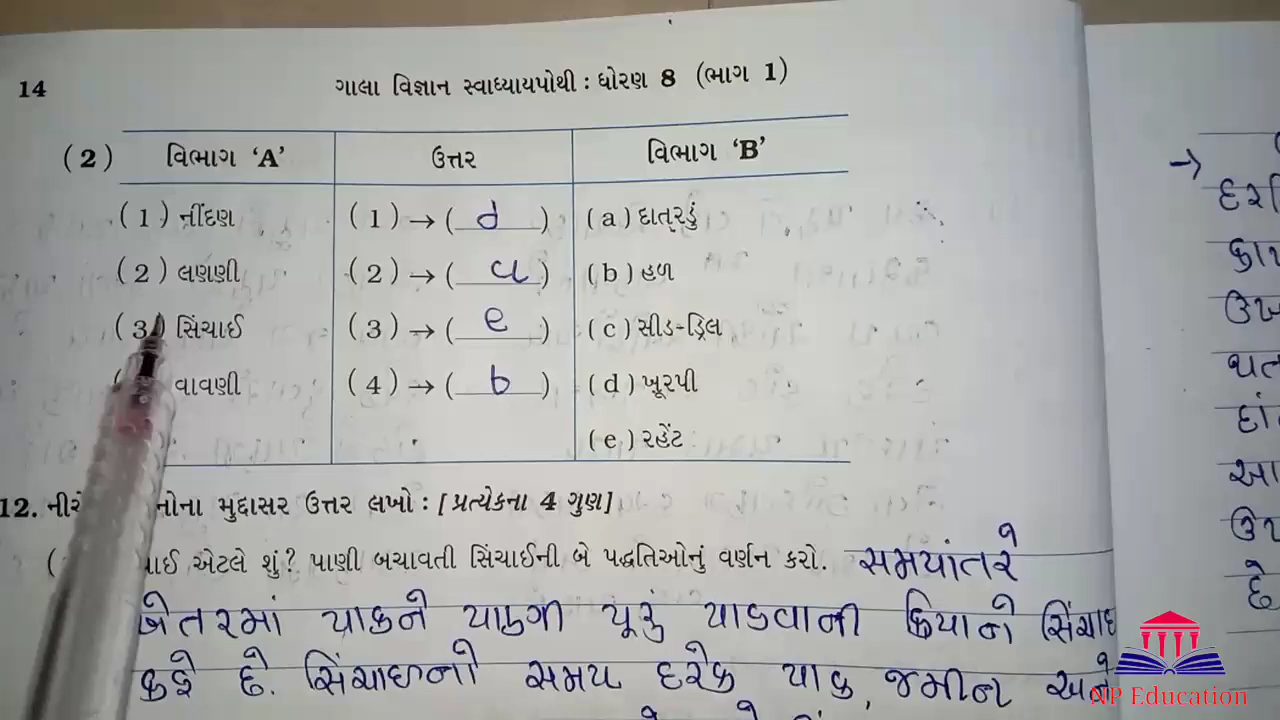 14 ગાલા વિજ્ઞાન સ્વાધ્યાયપોથી : ધોરણ 8 (ભાગ 1)
(2) વિભાગ ‘A’ ઉત્તર વિભાગ ‘B’
(1) નીંદણ (1) → ( d ) (a) દાતરડું
(2) લણણી (2) → ( a ) (b) હળ
(3) સિંચાઈ (3) → ( e ) (c) સીડ-ડ્રિલ
વાવણી (4) → ( b ) (d) ખૂરપી
(e) રહેંટ
12. મુદ્દાસર ઉત્તર લખો : [પ્રત્યેકના 4 ગુણ]
એટલે શું? પાણી બચાવતી સિંચાઈની બે પદ્ધતિઓનું વર્ણન કરો. સમયાંતરે
ખેતરમાં પાકને પાણી પૂરું પાડવાની ક્રિયાને
કહે છે. સિંચાઈનો સમય દરેક પાક, જમીન અને
NP Education